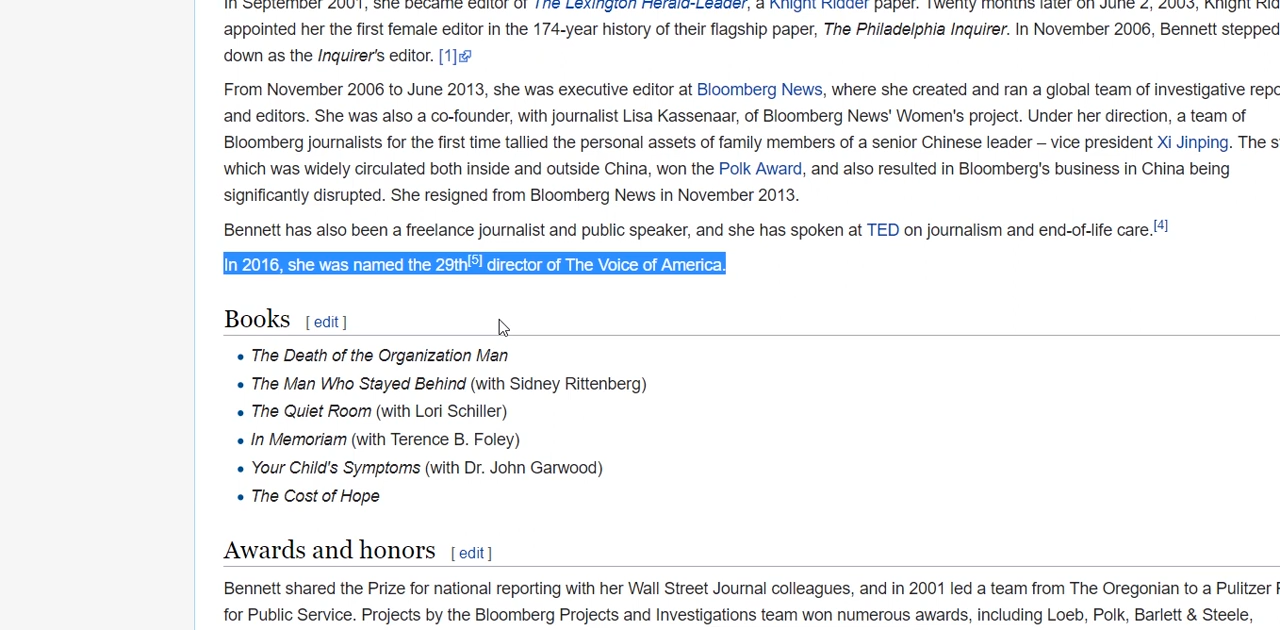 In September 2001, she became editor of The Lexington Herald-Leader, a Knight Ridder paper. Twenty months later on June 2, 2003, Knight
appointed her the first female editor in the 174-year history of their flagship paper, The Philadelphia Inquirer. In November 2006, Bennett stepped
down as the Inquirer's editor. [1]
From November 2006 to June 2013, she was executive editor at Bloomberg News, where she created and ran a global team of investigative
and editors. She was also a co-founder, with journalist Lisa Kassenaar, of Bloomberg News' Women's project. Under her direction, a team of
Bloomberg journalists for the first time tallied the personal assets of family members of a senior Chinese leader – vice president Xi Jinping. The
which was widely circulated both inside and outside China, won the Polk Award, and also resulted in Bloomberg's business in China being
significantly disrupted. She resigned from Bloomberg News in November 2013.
Bennett has also been a freelance journalist and public speaker, and she has spoken at TED on journalism and end-of-life care.[4]
In 2016, she was named the 29th[5] director of The Voice of America.
Books [ edit ]
• The Death of the Organization Man
• The Man Who Stayed Behind (with Sidney Rittenberg)
• The Quiet Room (with Lori Schiller)
• In Memoriam (with Terence B. Foley)
• Your Child's Symptoms (with Dr. John Garwood)
• The Cost of Hope
Awards and honors [ edit ]
Bennett shared the Prize for national reporting with her Wall Street Journal colleagues, and in 2001 led a team from The Oregonian to a Pulitzer
for Public Service. Projects by the Bloomberg Projects and Investigations team won numerous awards, including Loeb, Polk, Barlett & Steele,